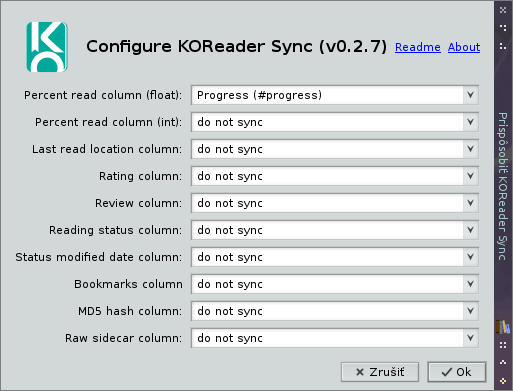 KO
Configure KOReader Sync (v0.2.7) Readme About
Percent read column (float): Progress (#progress)
Percent read column (int): do not sync
Last read location column: do not sync
Rating column: do not sync
Review column: do not sync
Reading status column: do not sync
Status modified date column: do not sync
Bookmarks column do not sync
MD5 hash column: do not sync
Raw sidecar column: do not sync
Zrušiť Ok
Prispôsobiť KOReader Sync